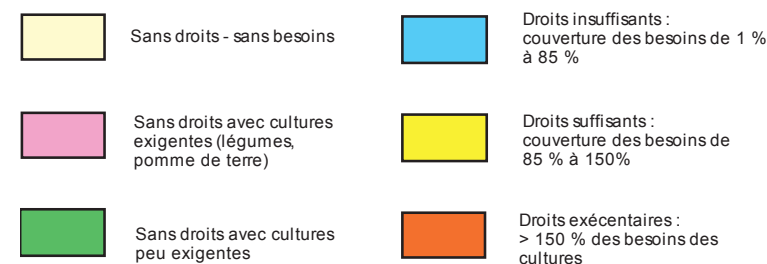 Sans droits - sans besoins
Sans droits avec cultures
exigentes (légumes,
pomme de terre)
Sans droits avec cultures
peu exigentes
Droits insuffisants :
couverture des besoins de 1 %
à 85 %
Droits suffisants :
couverture des besoins de
85 % à 150%
Droits exécentaires :
> 150 % des besoins des
cultures